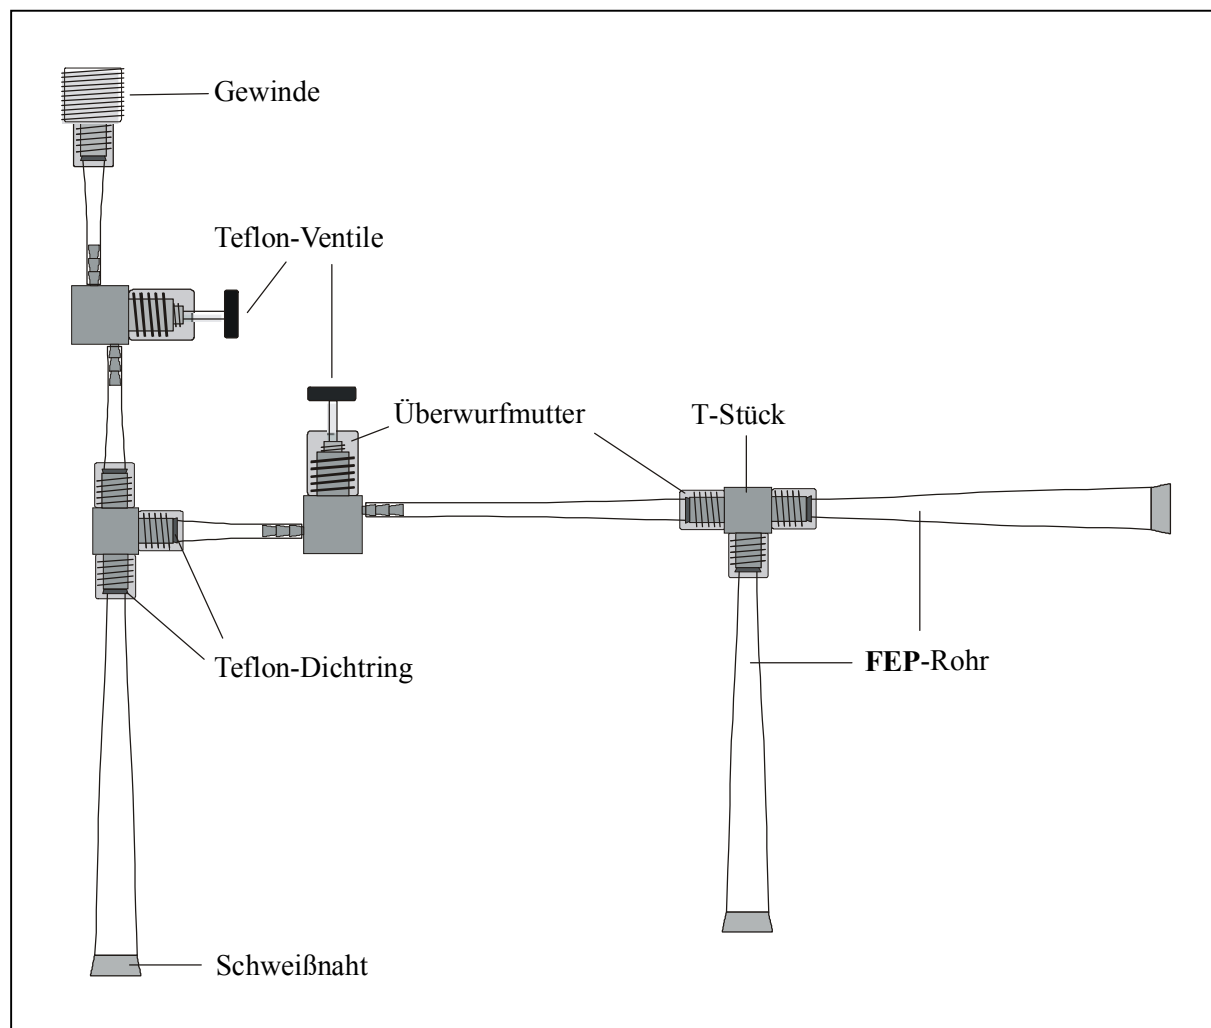 Gewinde
Teflon-Ventile
Überwurfmutter
T-Stück
Teflon-Dichtring
FEP-Rohr
Schweißnaht